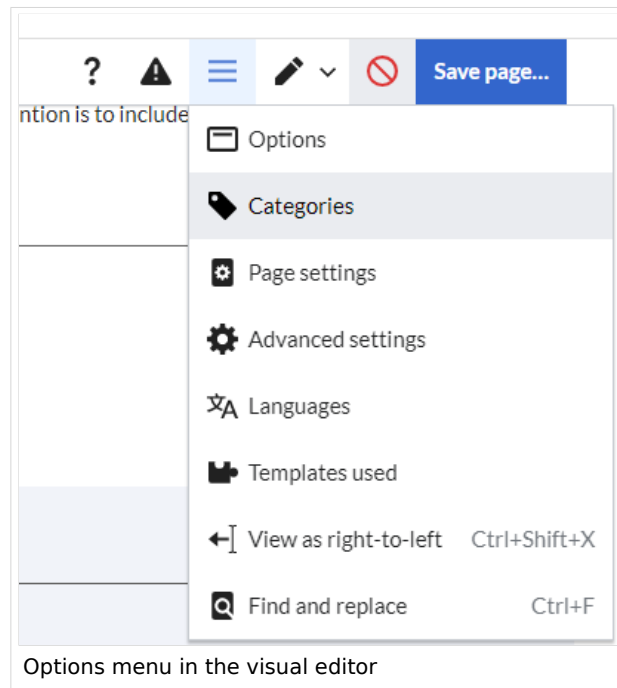 ? Save page...
ntion is to include
Options
Categories
Page settings
Advanced settings
Languages
Templates used
View as right-to-left Ctrl+Shift+X
Find and replace Ctrl+F
Options menu in the visual editor